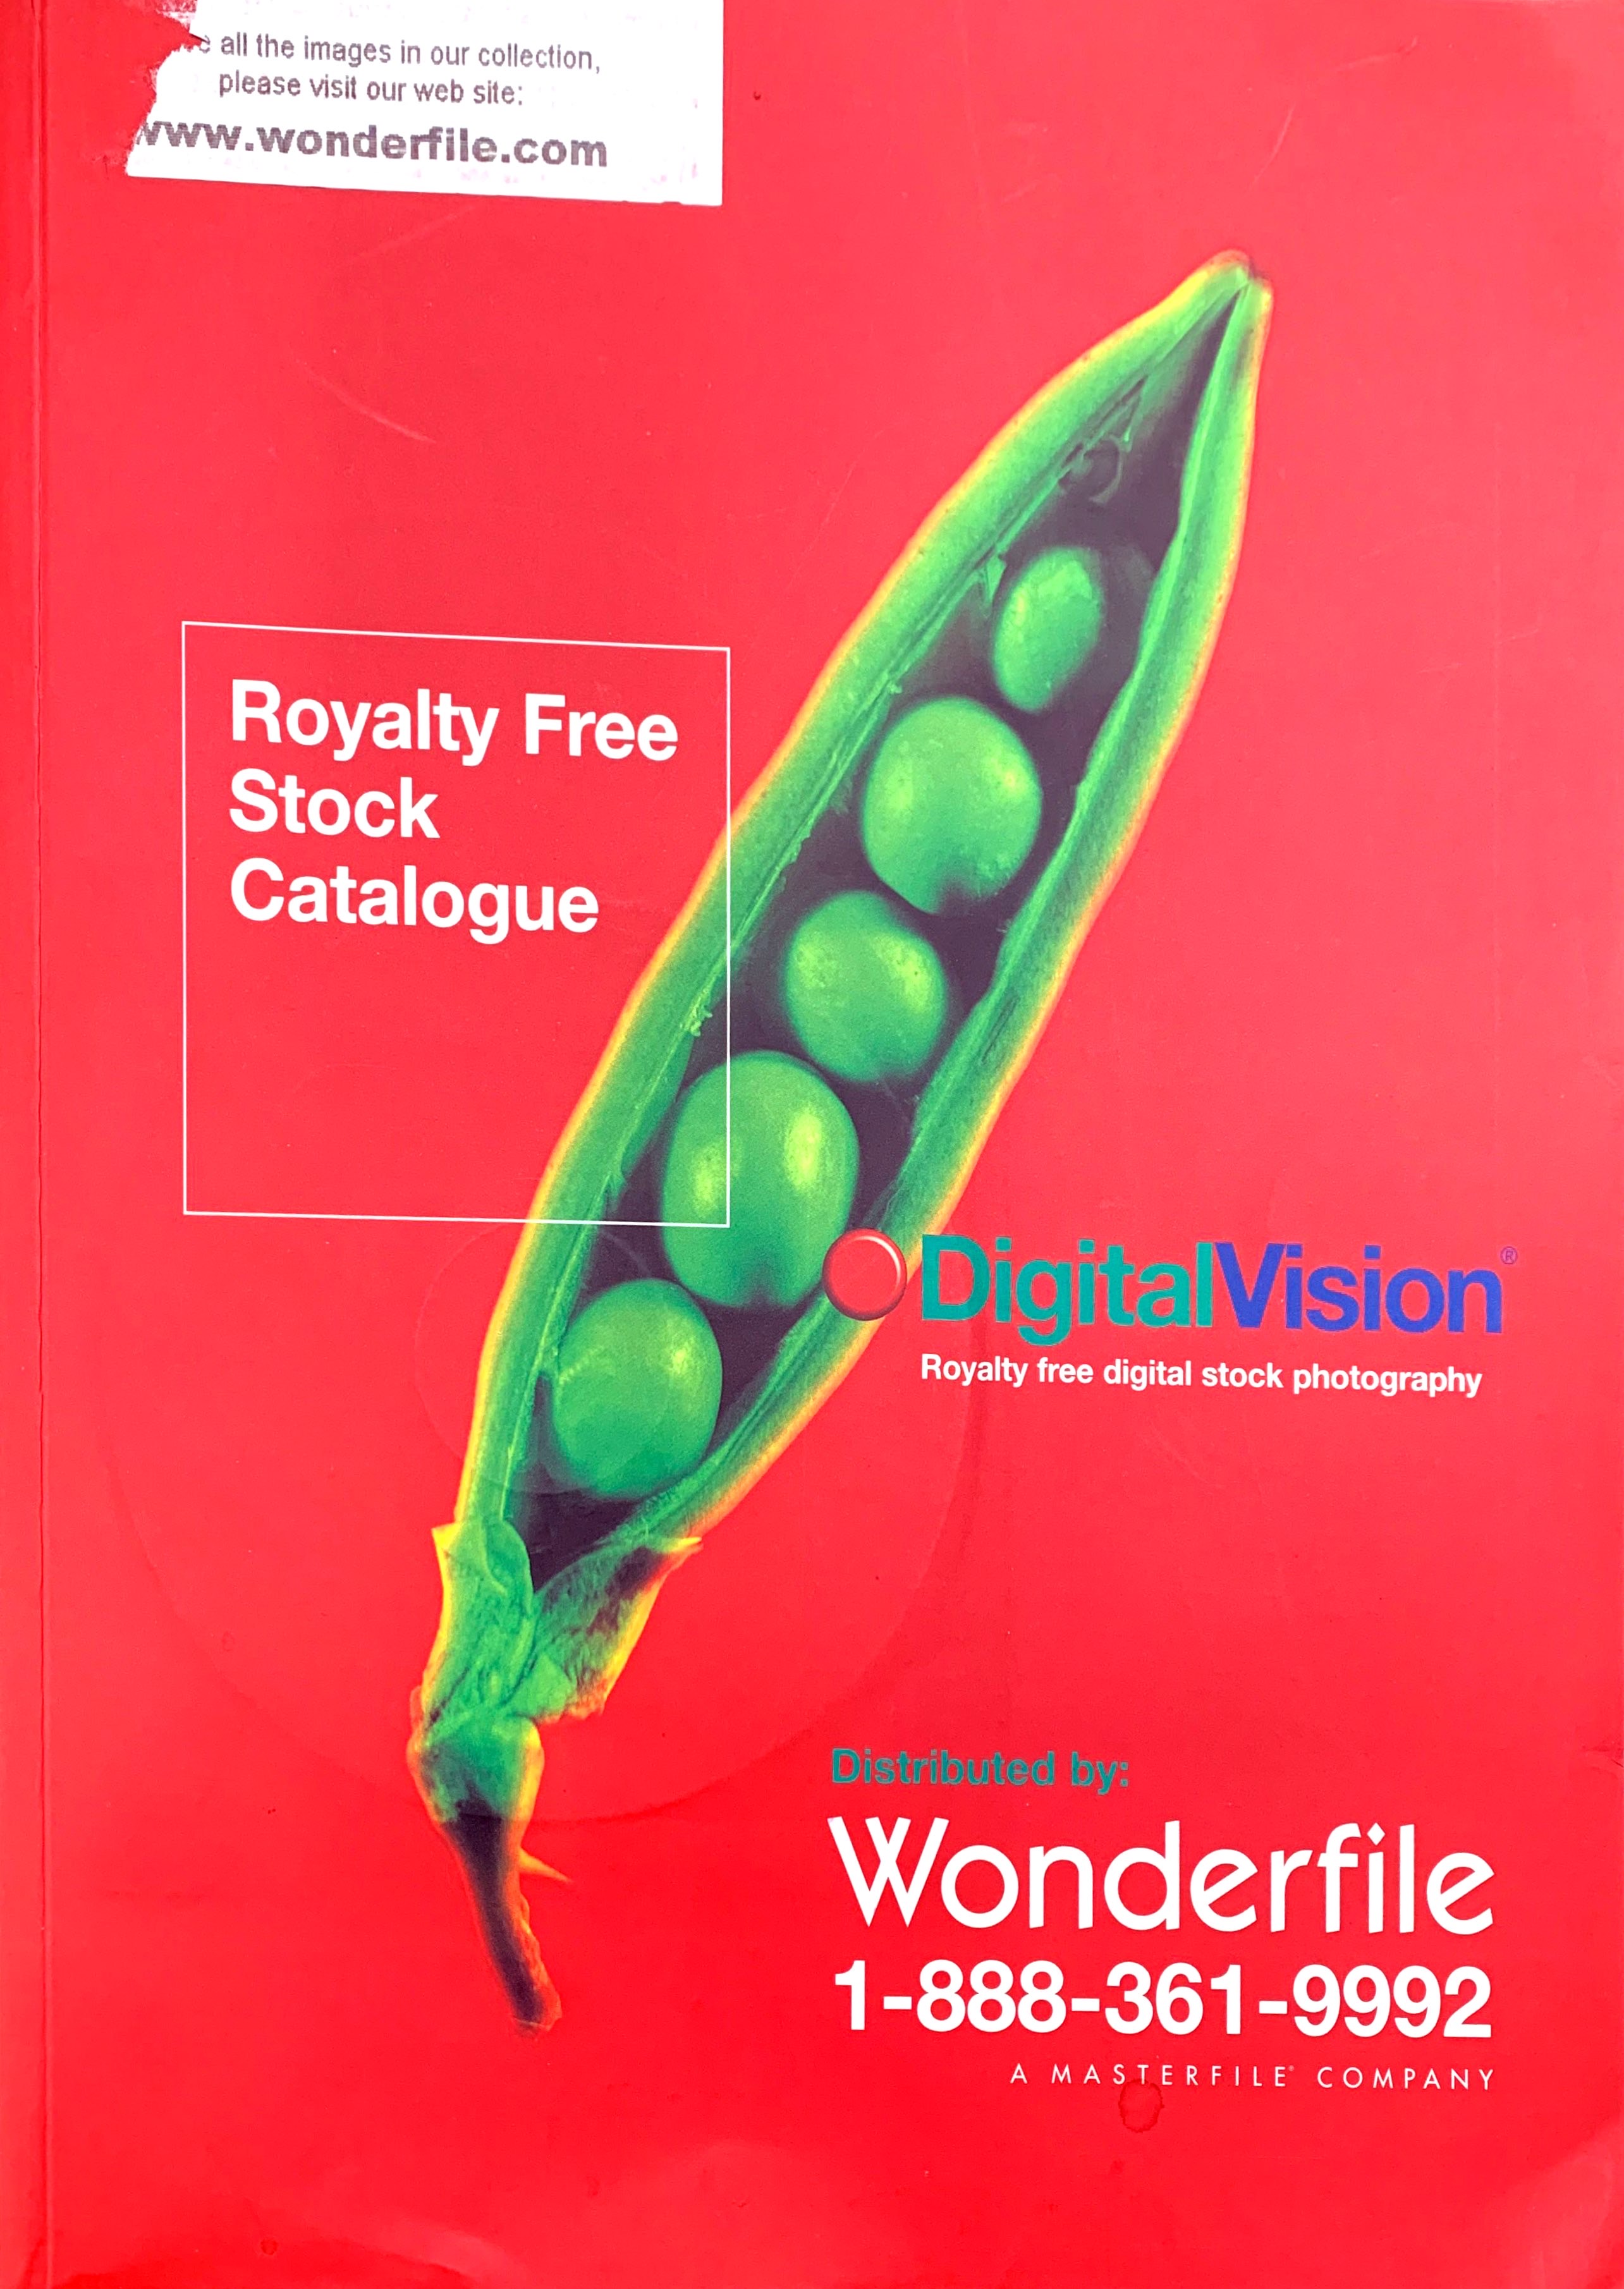 all the images in our collection,
please visit our web site:
www.wonderfile.com
Royalty Free
Stock
Catalogue
DigitalVision®
Royalty free digital stock photography
Distributed by:
Wonderfile
1-888-361-9992
A MASTERFILE® COMPANY